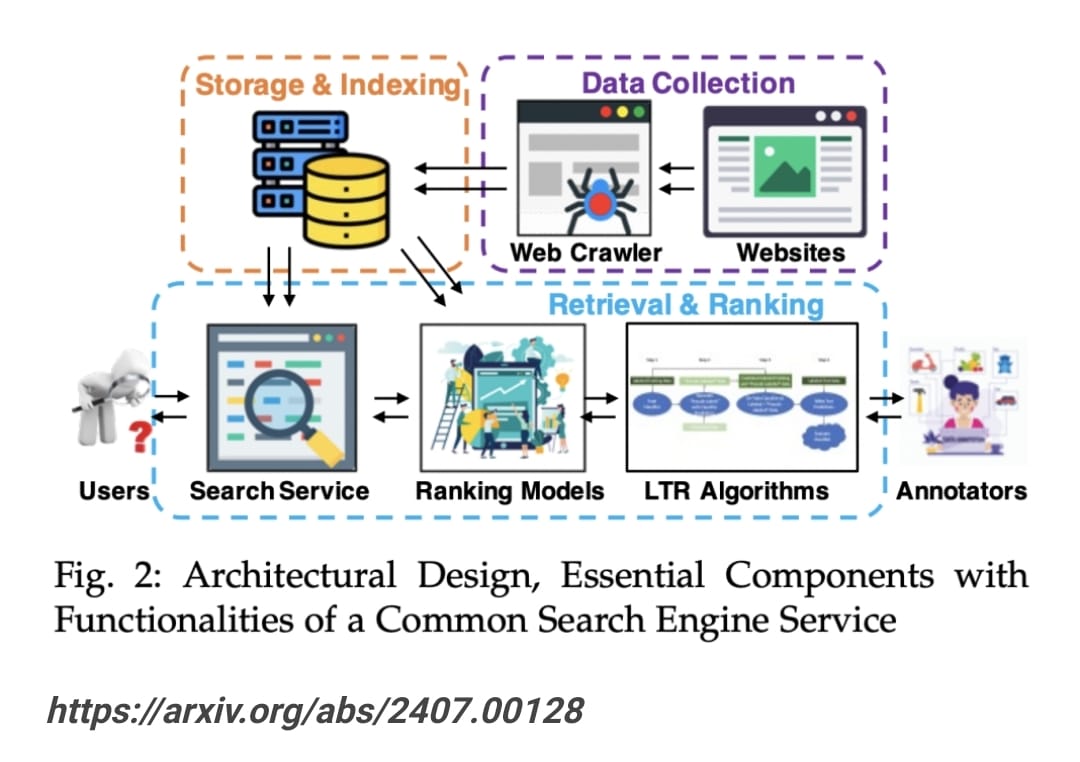 Storage & Indexing
Data Collection
Web Crawler
Websites
Retrieval & Ranking
Users
Search Service
Ranking Models
LTR Algorithms
Annotators
Fig. 2: Architectural Design, Essential Components with
Functionalities of a Common Search Engine Service
https://arxiv.org/abs/2407.00128